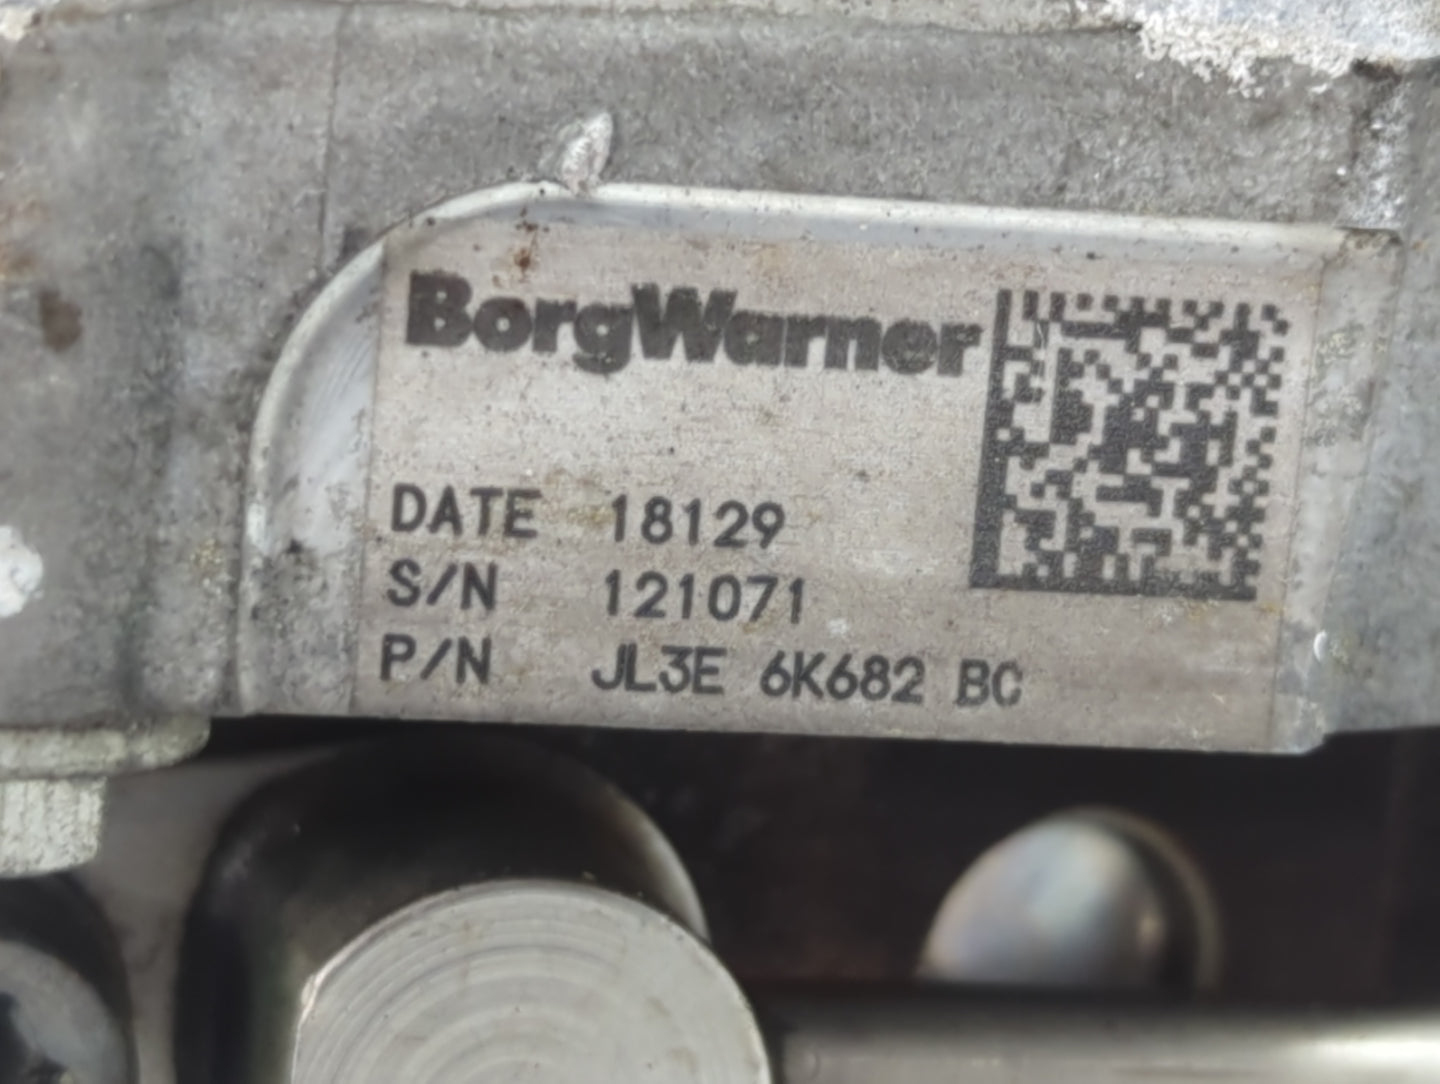 BorgWarner
DATE 18129
S/N 121071
P/N JL3E 6K682 BC